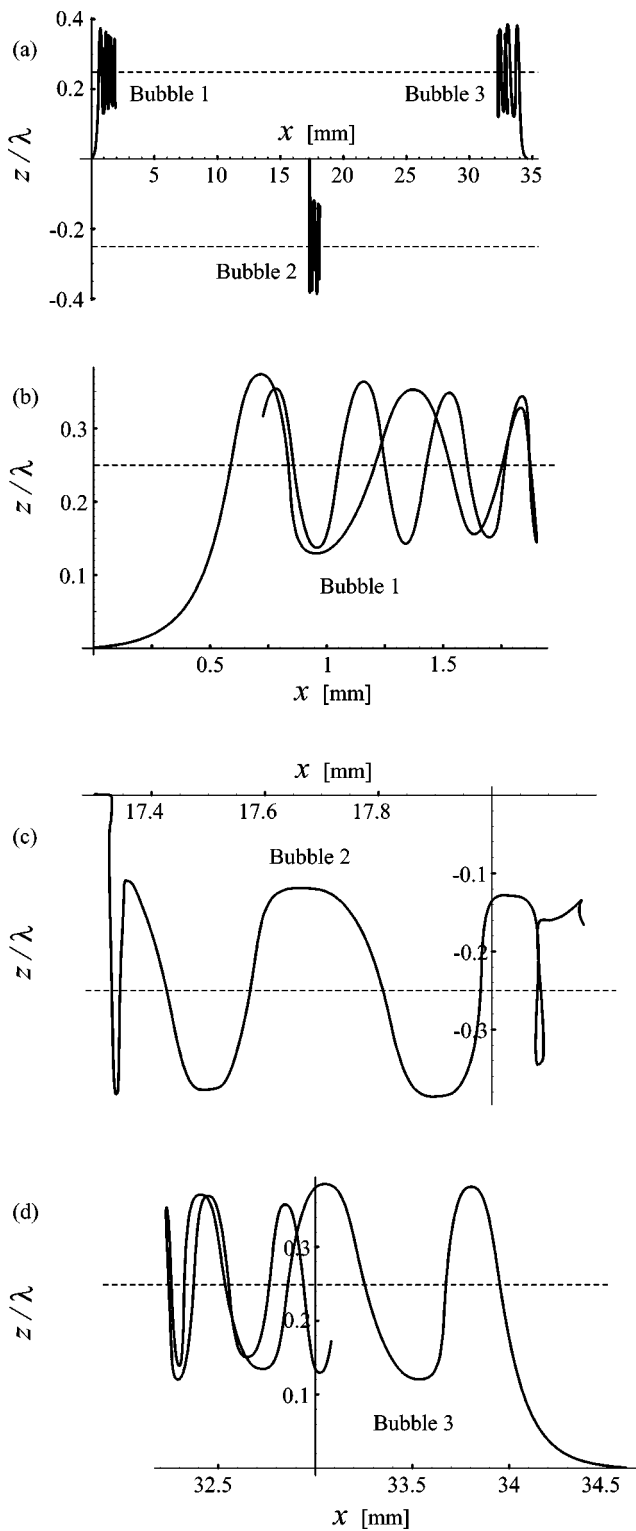 (a)
0.4
0.2
-0.2
-0.4
z/λ
Bubble 1
Bubble 3
x [mm]
5 10 15 20 25 30 35
Bubble 2
(b)
0.3
0.2
0.1
z/λ
Bubble 1
0.5 1 1.5
x [mm]
(c)
x [mm]
17.4 17.6 17.8
Bubble 2
-0.1
-0.2
-0.3
z/λ
(d)
0.3
0.2
0.1
z/λ
Bubble 3
32.5 33.5 34 34.5
x [mm]